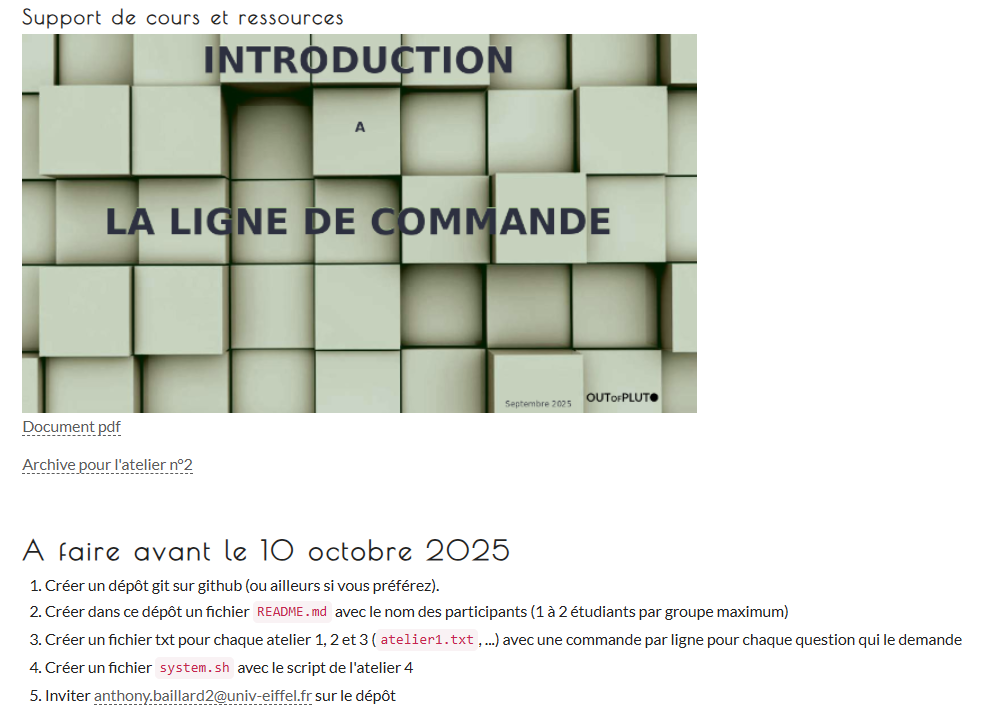 Support de cours et ressources
INTRODUCTION
A
LA LIGNE DE COMMANDE
Septembre 2025
OUTOFPLUTO
Document pdf
Archive pour l'atelier n°2
A faire avant le 10 octobre 2025
1. Créer un dépôt git sur github (ou ailleurs si vous préférez).
2. Créer dans ce dépôt un fichier README.md avec le nom des participants (1 à 2 étudiants par groupe maximum)
3. Créer un fichier txt pour chaque atelier 1, 2 et 3 ( atelier1.txt , ...) avec une commande par ligne pour chaque question qui le demande
4. Créer un fichier system.sh avec le script de l'atelier 4
5. Inviter anthony.baillard2@univ-eiffel.fr sur le dépôt